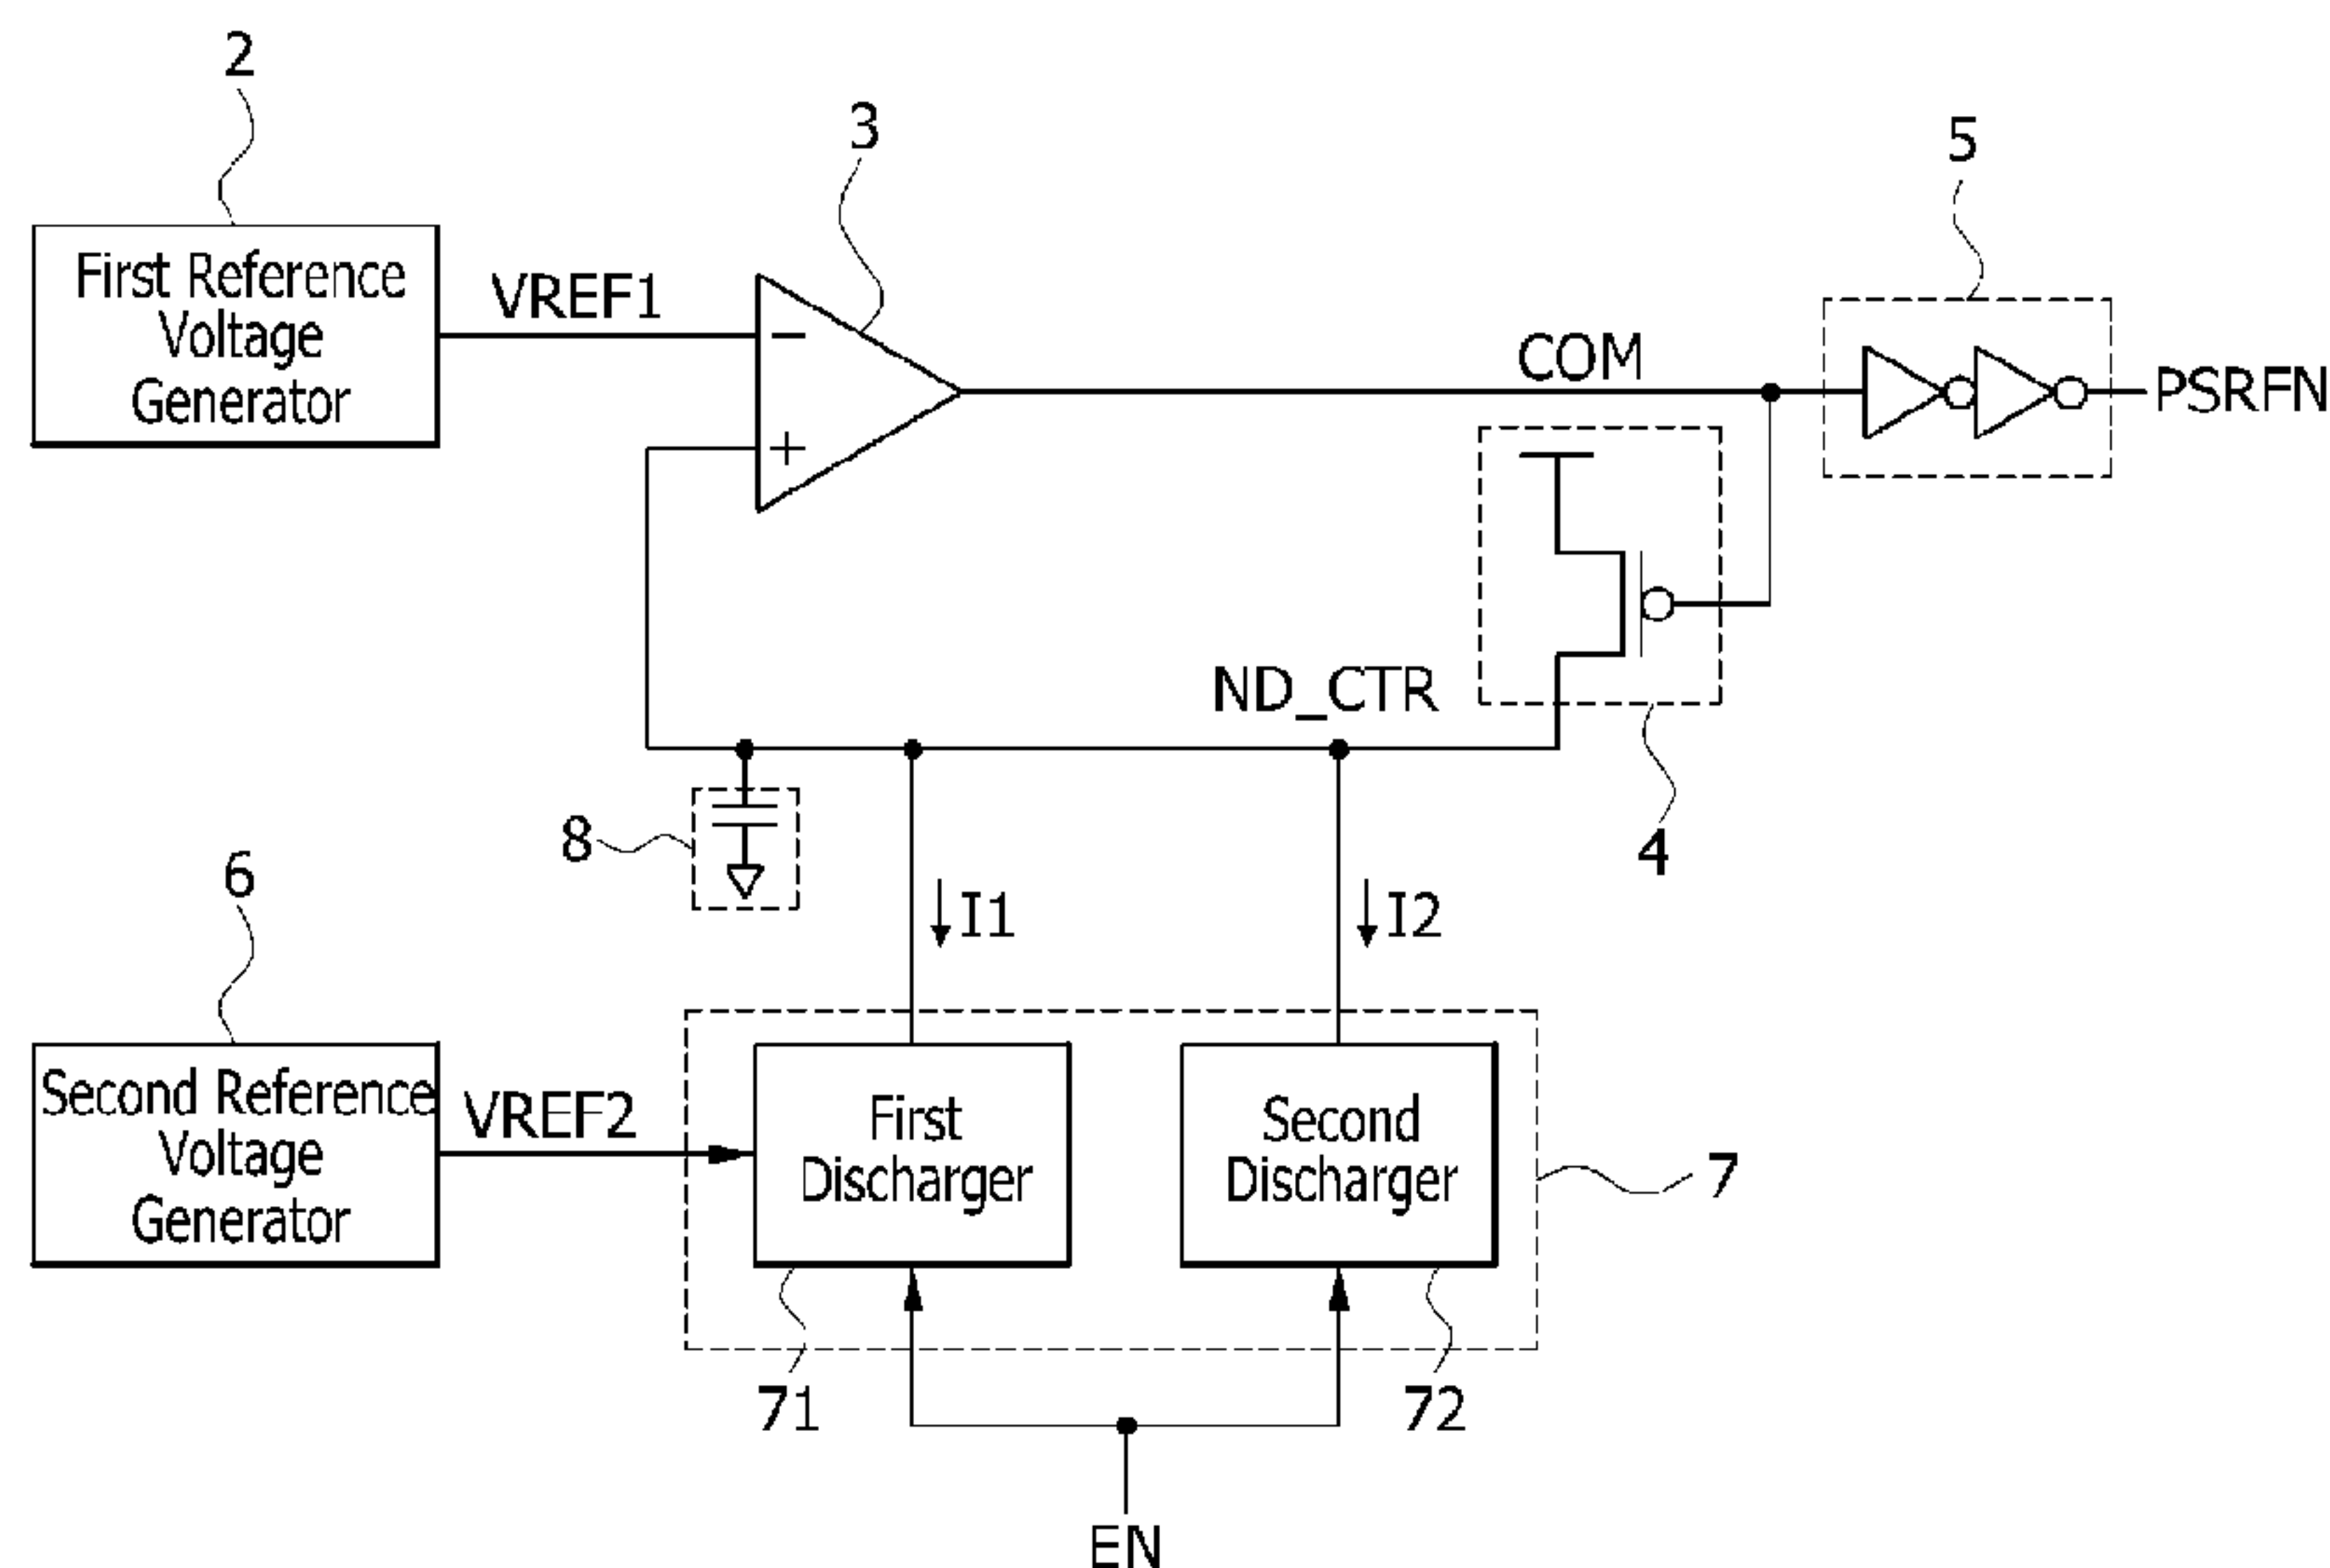 2
3
5
First Reference
Voltage
Generator
VREF1
−
+
COM
PSRFN
ND_CTR
4
8
6
I1
I2
Second Reference
Voltage
Generator
VREF2
First
Discharger
Second
Discharger
7
71
72
EN